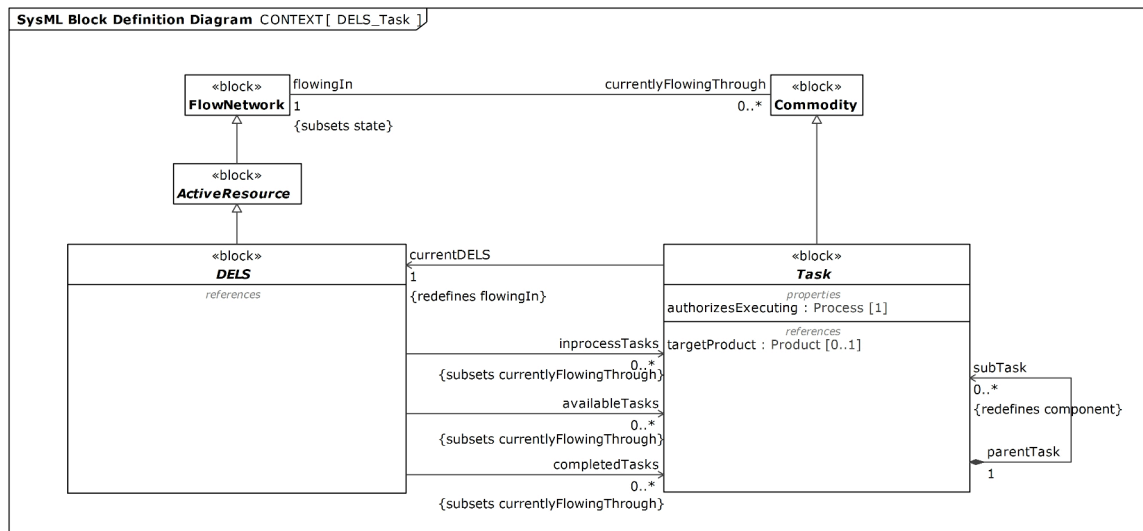 SysML Block Definition Diagram CONTEXT [ DELS_Task ]
«block»
FlowNetwork
flowingIn
1
{subsets state}
currentlyFlowingThrough
0..*
«block»
Commodity
«block»
ActiveResource
«block»
DELS
references
currentDELS
1
{redefines flowingIn}
«block»
Task
properties
authorizesExecuting : Process [1]
references
targetProduct : Product [0..1]
inprocessTasks
0..*
{subsets currentlyFlowingThrough}
availableTasks
0..*
{subsets currentlyFlowingThrough}
completedTasks
0..*
{subsets currentlyFlowingThrough}
subTask
0..*
{redefines component}
parentTask
1